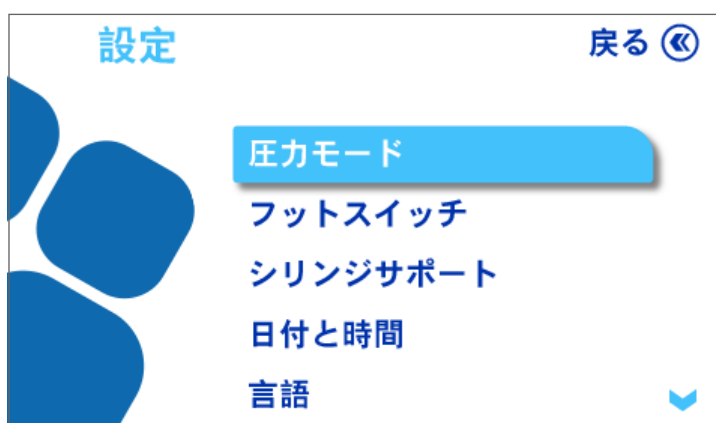 設定
戻る
圧力モード
フットスイッチ
シリンジサポート
日付と時間
言語